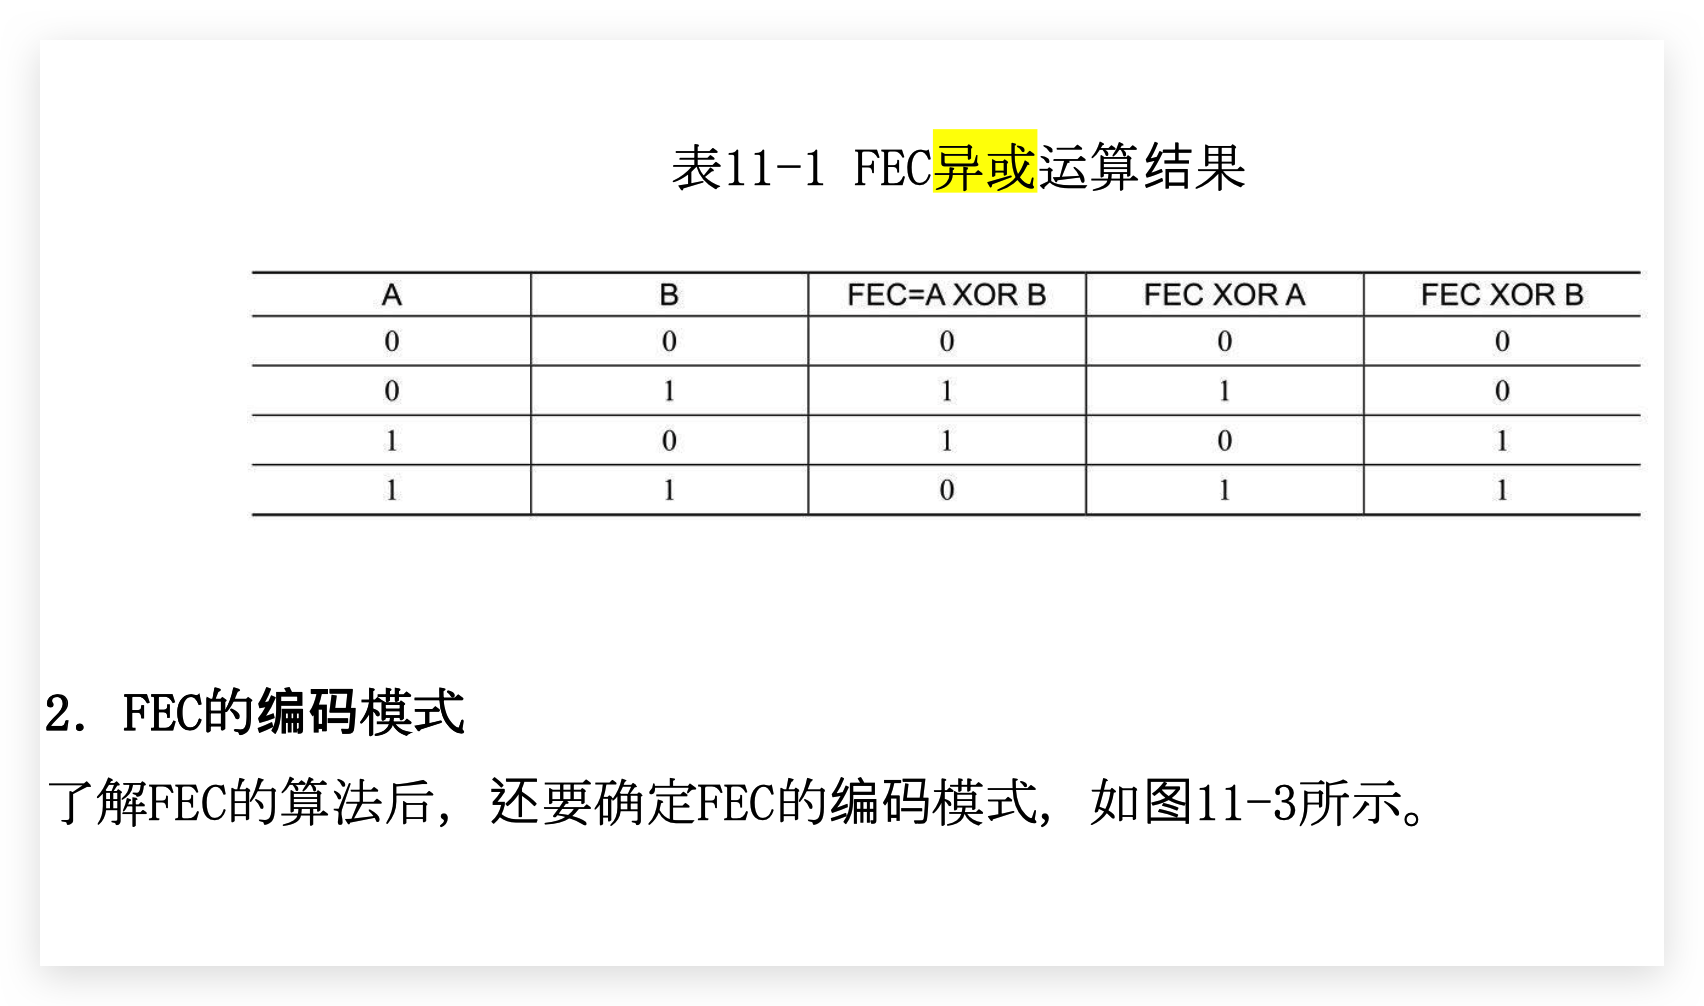 表11-1 FEC异或运算结果
A B FEC=A XOR B FEC XOR A FEC XOR B
0 0 0 0 0
0 1 1 1 0
1 0 1 0 1
1 1 0 1 1
2. FEC的编码模式
了解FEC的算法后，还要确定FEC的编码模式，如图11-3所示。